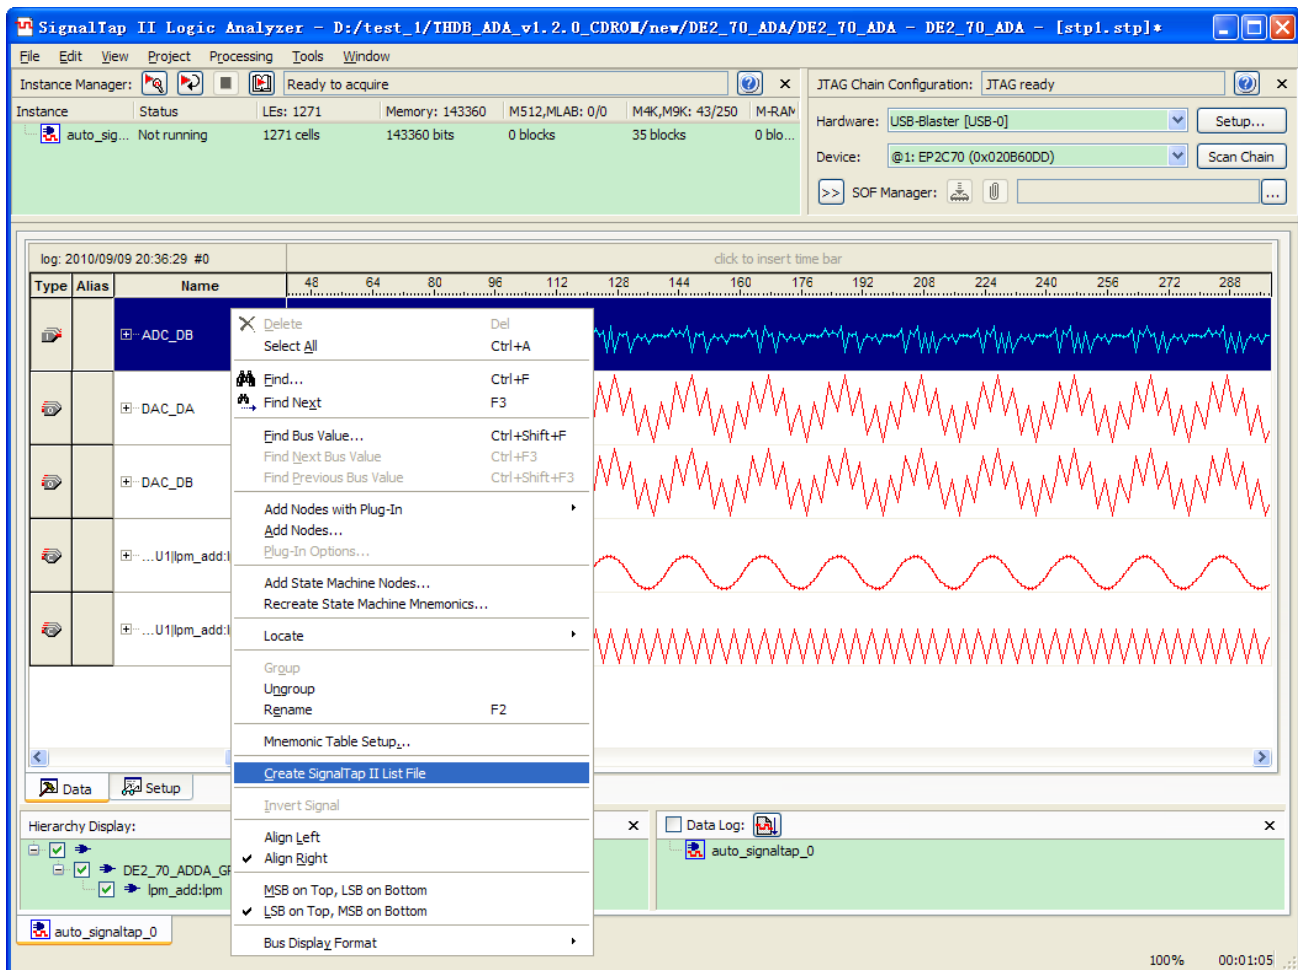 SignalTap II Logic Analyzer - D:/test_1/THDB_ADA_v1.2.0_CDROM/new/DE2_70_ADA/DE2_70_ADA - DE2_70_ADA - [stp1.stp]*
File Edit View Project Processing Tools Window
Instance Manager: Ready to acquire
JTAG Chain Configuration: JTAG ready
Instance Status LEs: 1271 Memory: 143360 M512,MLAB: 0/0 M4K,M9K: 43/250 M-RAM
auto_sig... Not running 1271 cells 143360 bits 0 blocks 35 blocks 0 blo...
Hardware: USB-Blaster [USB-0] Setup...
Device: @1: EP2C70 (0x020B60DD) Scan Chain
>> SOF Manager: ...
log: 2010/09/09 20:36:29 #0 click to insert time bar
Type Alias Name 48 64 80 96 112 128 144 160 176 192 208 224 240 256 272 288
ADC_DB
DAC_DA
DAC_DB
...U1|lpm_add:l
...U1|lpm_add:l
Delete Del
Select All Ctrl+A
Find... Ctrl+F
Find Next F3
Find Bus Value... Ctrl+Shift+F
Find Next Bus Value Ctrl+F3
Find Previous Bus Value Ctrl+Shift+F3
Add Nodes with Plug-In
Add Nodes...
Plug-In Options...
Add State Machine Nodes...
Recreate State Machine Mnemonics...
Locate
Group
Ungroup
Rename F2
Mnemonic Table Setup...
Create SignalTap II List File
Invert Signal
Align Left
Align Right
MSB on Top, LSB on Bottom
LSB on Top, MSB on Bottom
Bus Display Format
Data Setup
Hierarchy Display:
DE2_70_ADDA_GP
lpm_add:lpm
Data Log:
auto_signaltap_0
auto_signaltap_0
100% 00:01:05